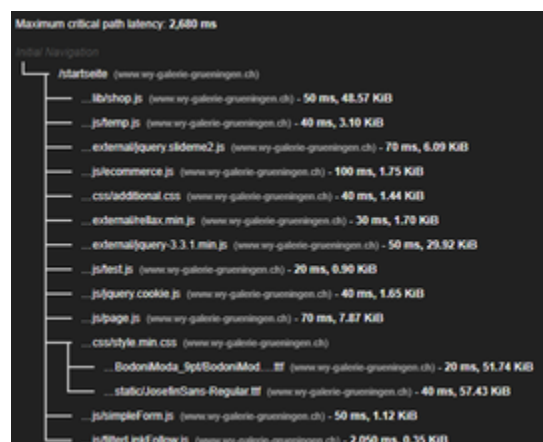 Maximum critical path latency: 2,680 ms
Initial Navigation
/startseite (www.wy-galerie-grueningen.ch)
...lib/shop.js (www.wy-galerie-grueningen.ch) - 50 ms, 48.57 KiB
...js/temp.js (www.wy-galerie-grueningen.ch) - 40 ms, 3.10 KiB
...external/jquery.slideme2.js (www.wy-galerie-grueningen.ch) - 70 ms, 6.09 KiB
...js/ecommerce.js (www.wy-galerie-grueningen.ch) - 100 ms, 1.75 KiB
...css/additional.css (www.wy-galerie-grueningen.ch) - 40 ms, 1.44 KiB
...external/rellax.min.js (www.wy-galerie-grueningen.ch) - 30 ms, 1.70 KiB
...external/jquery-3.3.1.min.js (www.wy-galerie-grueningen.ch) - 50 ms, 29.92 KiB
...js/test.js (www.wy-galerie-grueningen.ch) - 20 ms, 0.90 KiB
...js/jquery.cookie.js (www.wy-galerie-grueningen.ch) - 40 ms, 1.65 KiB
...js/page.js (www.wy-galerie-grueningen.ch) - 70 ms, 7.87 KiB
...css/style.min.css (www.wy-galerie-grueningen.ch)
...BodoniModa_9pt/BodoniMod....ttf (www.wy-galerie-grueningen.ch) - 20 ms, 51.74 KiB
...static/JosefinSans-Regular.ttf (www.wy-galerie-grueningen.ch) - 40 ms, 57.43 KiB
...js/simpleForm.js (www.wy-galerie-grueningen.ch) - 50 ms, 1.12 KiB
(www.wy-galerie-grueningen.ch) - 2,050 ms, 0.35 KiB